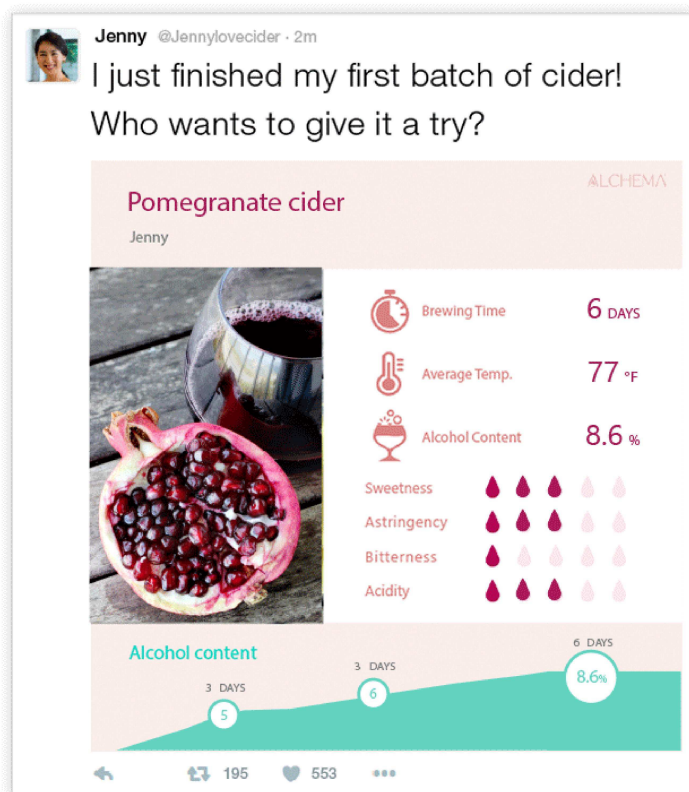 Jenny @Jennylovecider · 2m
I just finished my first batch of cider!
Who wants to give it a try?
ALCHEMA
Pomegranate cider
Jenny
Brewing Time 6 DAYS
Average Temp. 77 °F
Alcohol Content 8.6 %
Sweetness
Astringency
Bitterness
Acidity
Alcohol content
3 DAYS
5
3 DAYS
6
6 DAYS
8.6%
195 553